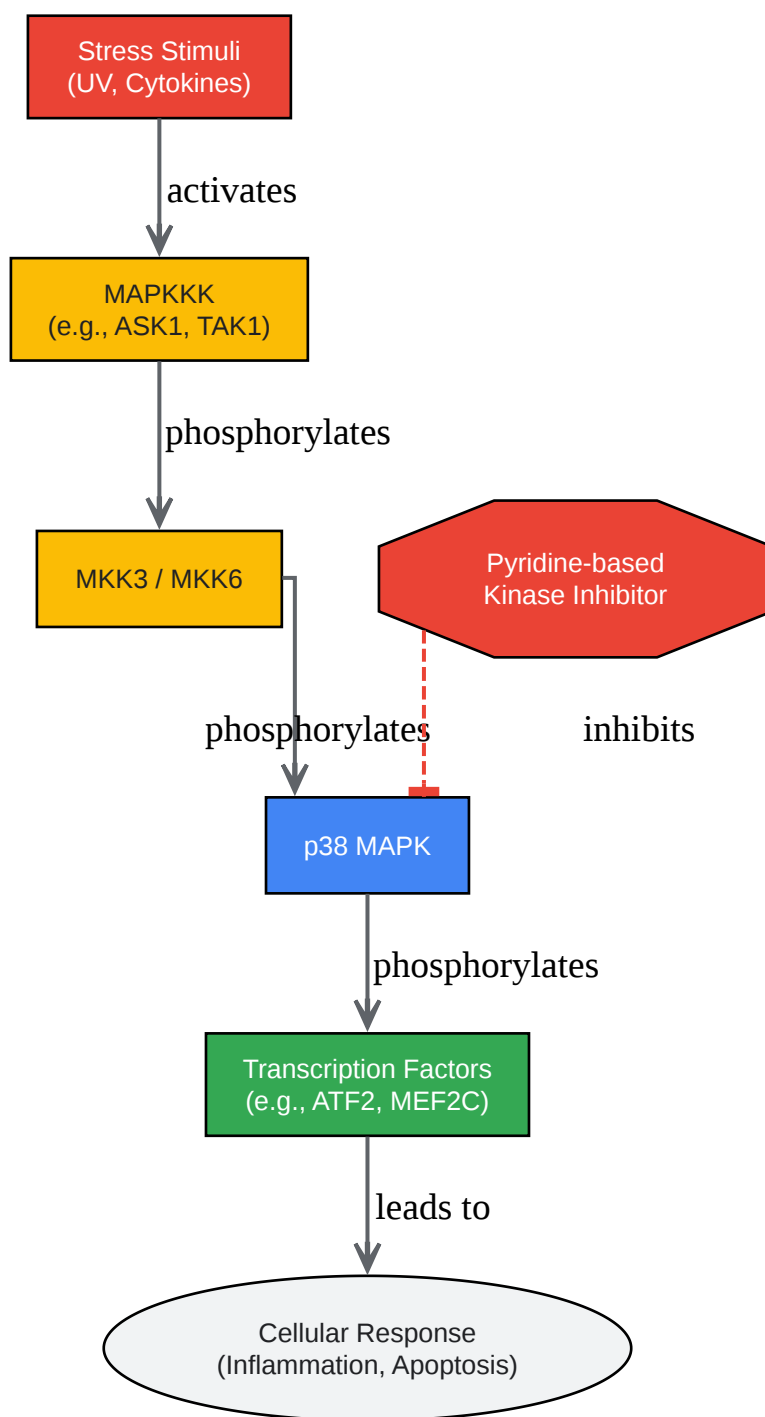 Stress Stimuli
(UV, Cytokines)
activates
MAPKKK
(e.g., ASK1, TAK1)
phosphorylates
MKK3 / MKK6
Pyridine-based
Kinase Inhibitor
phosphorylates
inhibits
p38 MAPK
phosphorylates
Transcription Factors
(e.g., ATF2, MEF2C)
leads to
Cellular Response
(Inflammation, Apoptosis)